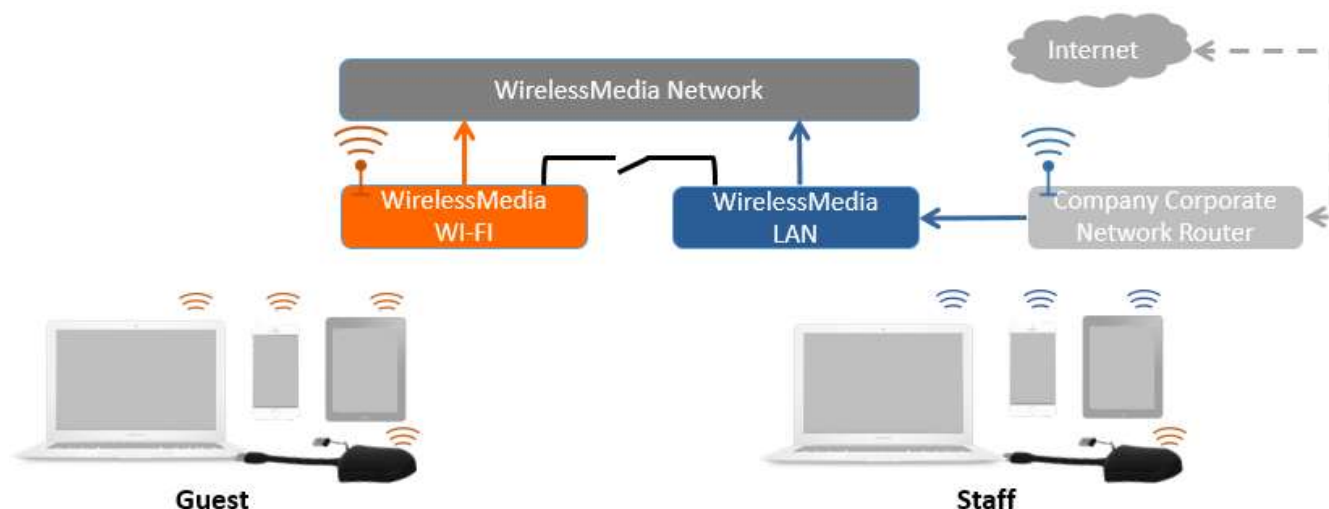 Internet
WirelessMedia Network
WirelessMedia
WI-FI
WirelessMedia
LAN
Company Corporate
Network Router
Guest
Staff